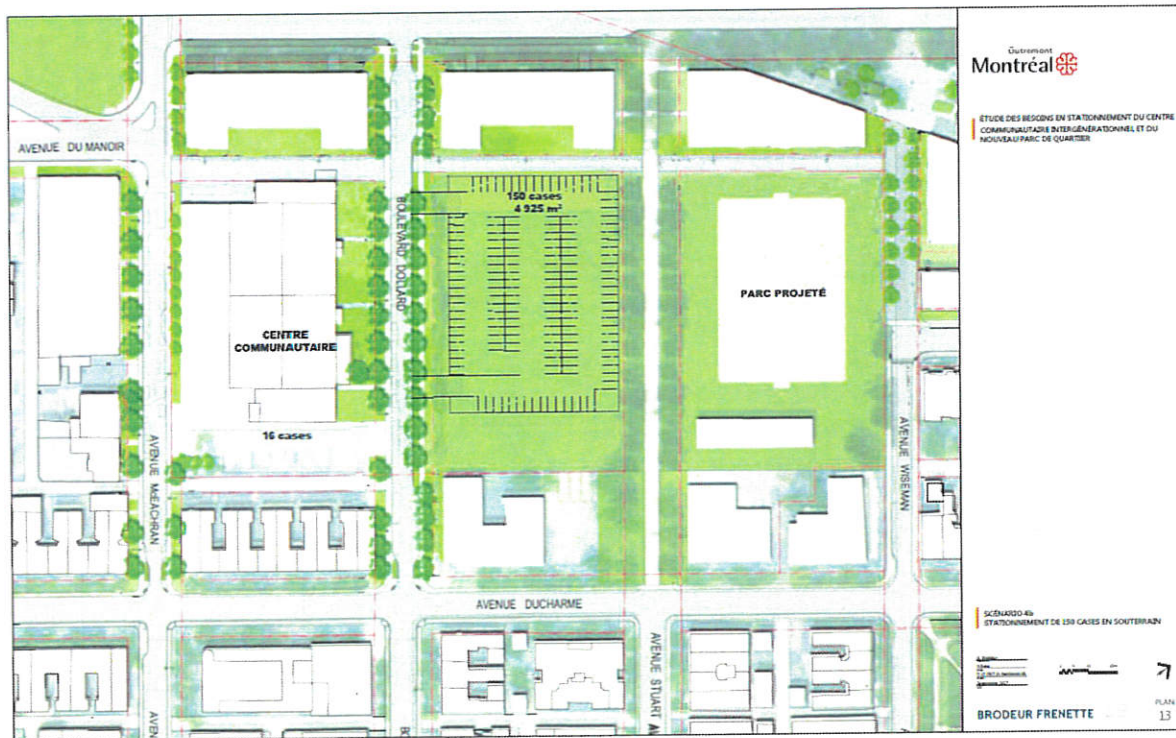 AVENUE DU MANOIR
BOULEVARD DOLLARD
150 cases
4 925 m²
PARC PROJETÉ
CENTRE
COMMUNAUTAIRE
16 cases
AVENUE McEACHRAN
AVENUE WISEMAN
AVENUE DUCHARME
AVENUE STUART
Outremont
Montréal
ÉTUDE DES BESOINS EN STATIONNEMENT DU CENTRE
COMMUNAUTAIRE INTERGÉNÉRATIONNEL ET DU
NOUVEAU PARC DE QUARTIER
SCÉNARIO 4b
STATIONNEMENT DE 150 CASES EN SOUTERRAIN
BRODEUR FRENETTE
PLAN
13